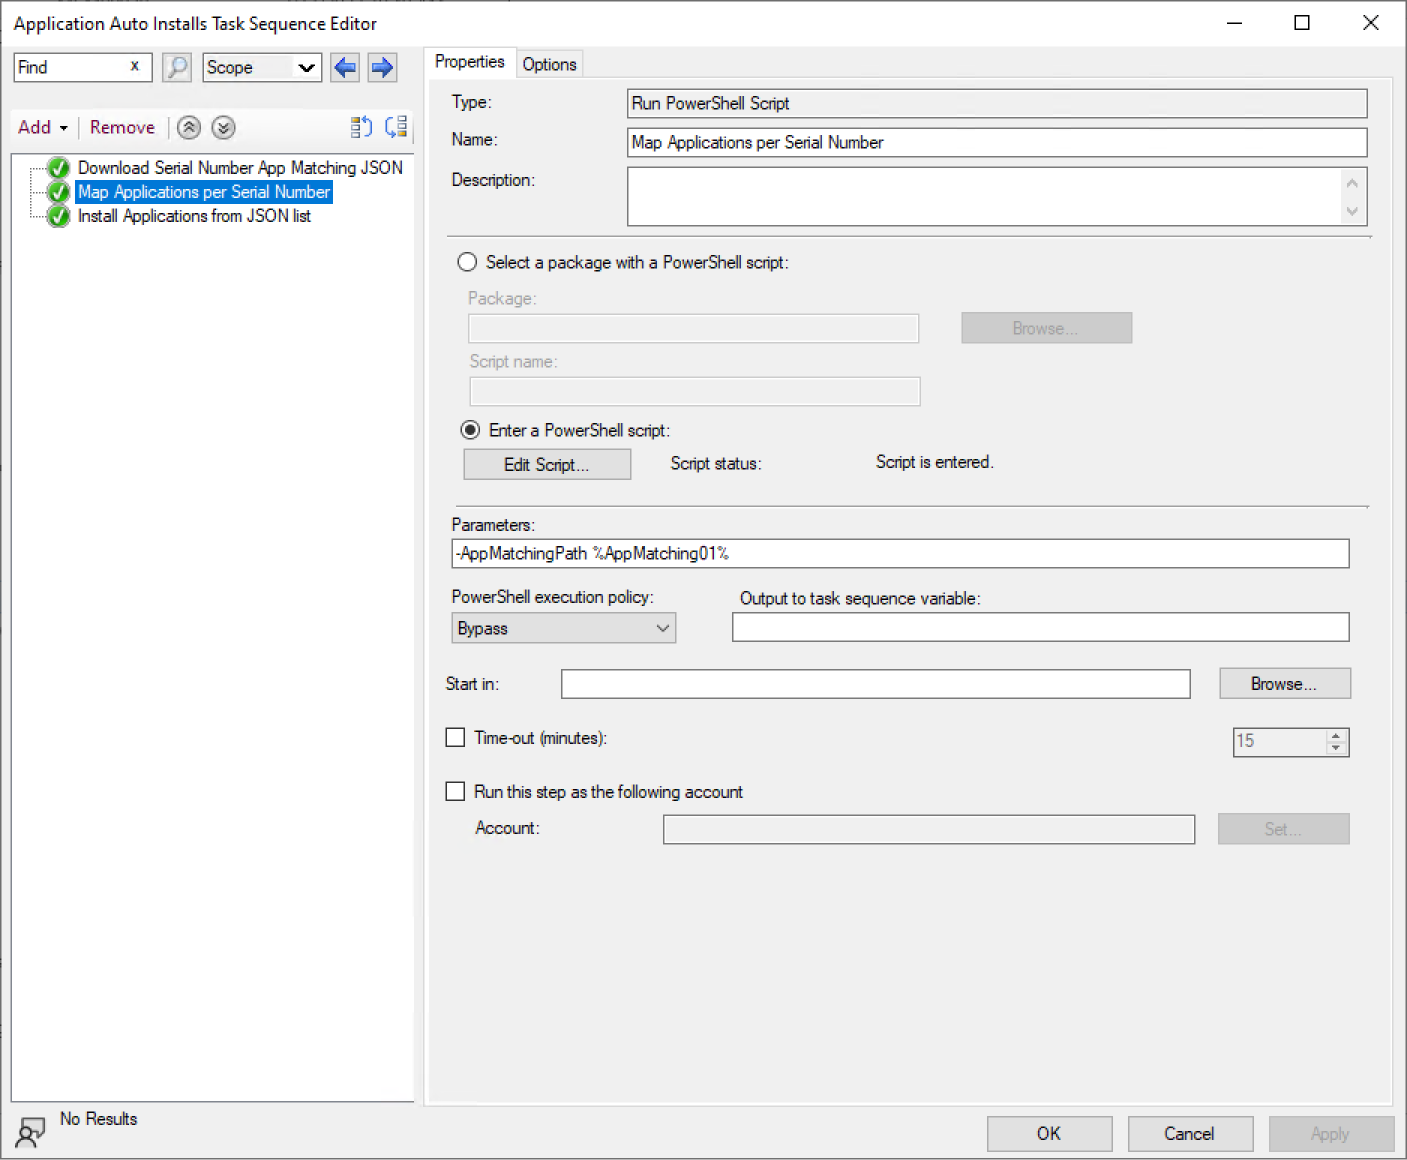 Application Auto Installs Task Sequence Editor
Find x
Scope
Add
Remove
Download Serial Number App Matching JSON
Map Applications per Serial Number
Install Applications from JSON list
Properties
Options
Type:
Run PowerShell Script
Name:
Map Applications per Serial Number
Description:
Select a package with a PowerShell script:
Package:
Browse...
Script name:
Enter a PowerShell script:
Edit Script...
Script status:
Script is entered.
Parameters:
-AppMatchingPath %AppMatching01%
PowerShell execution policy:
Output to task sequence variable:
Bypass
Start in:
Browse...
Time-out (minutes):
15
Run this step as the following account
Account:
Set...
No Results
OK
Cancel
Apply